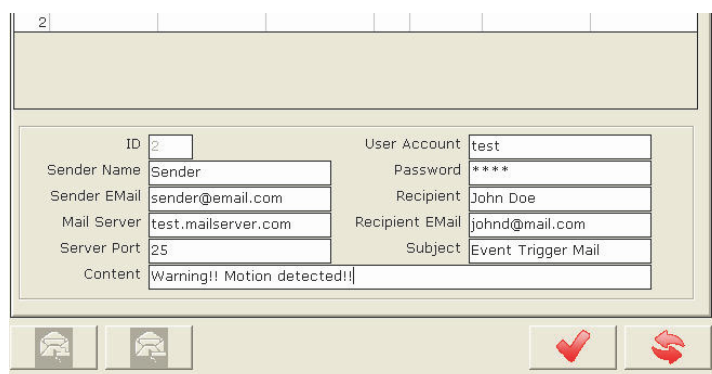 2
ID 2 User Account test
Sender Name Sender Password ****
Sender EMail sender@email.com Recipient John Doe
Mail Server test.mailserver.com Recipient EMail johnd@mail.com
Server Port 25 Subject Event Trigger Mail
Content Warning!! Motion detected!!